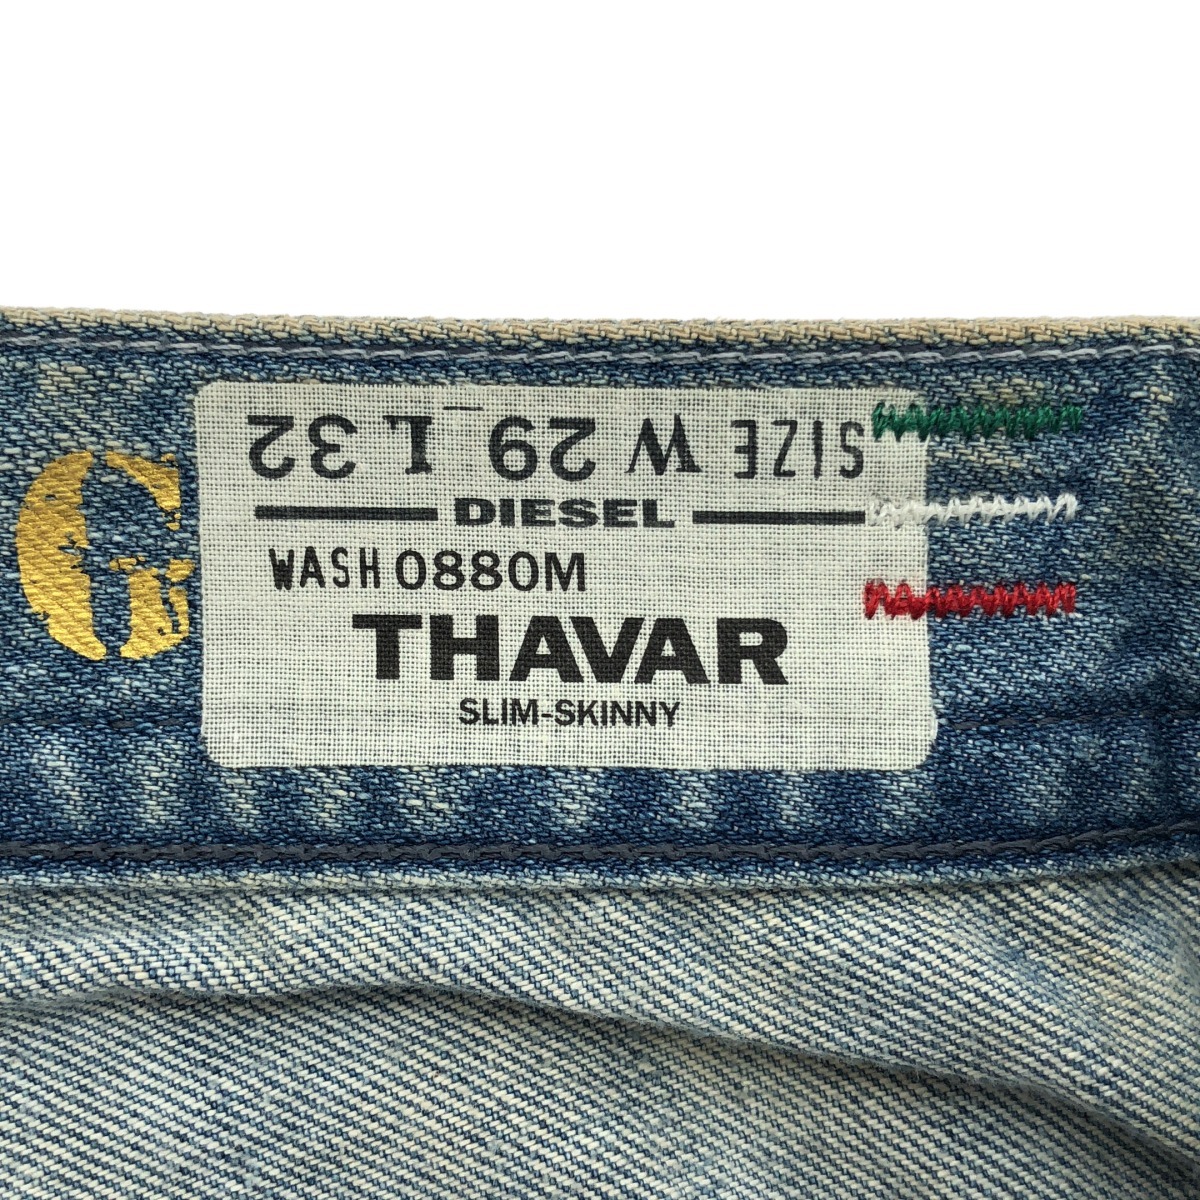 SIZE W 29 L 32
DIESEL
WASH 0880M
THAVAR
SLIM-SKINNY
G